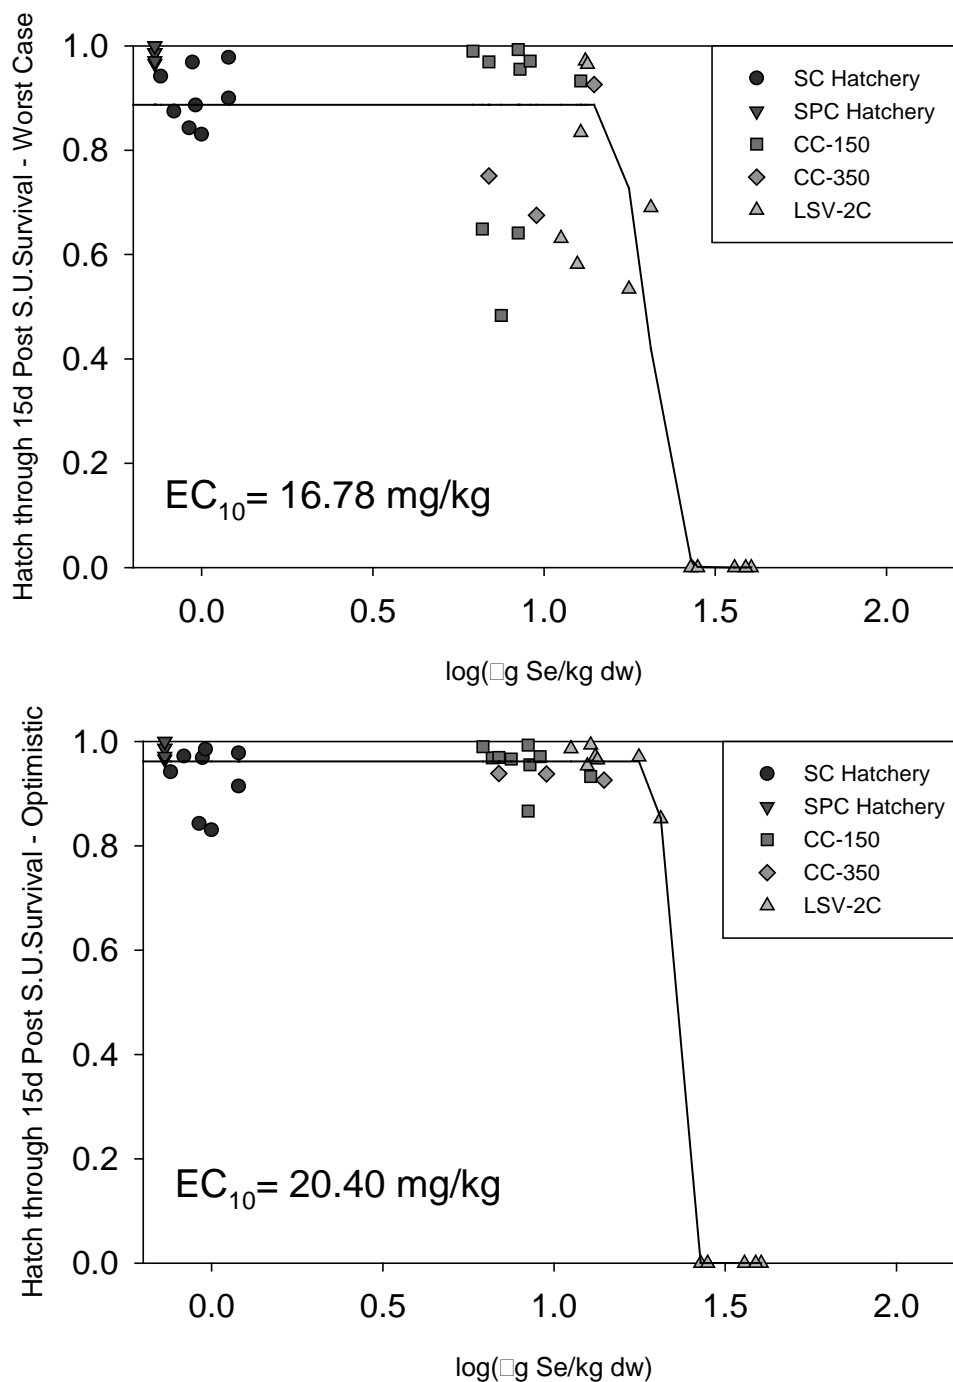 Hatch through 15d Post S.U.Survival - Worst Case
1.0
0.8
0.6
0.4
0.2
0.0
SC Hatchery
SPC Hatchery
CC-150
CC-350
LSV-2C
EC10= 16.78 mg/kg
0.0 0.5 1.0 1.5 2.0
log(□g Se/kg dw)
Hatch through 15d Post S.U.Survival - Optimistic
1.0
0.8
0.6
0.4
0.2
0.0
SC Hatchery
SPC Hatchery
CC-150
CC-350
LSV-2C
EC10= 20.40 mg/kg
0.0 0.5 1.0 1.5 2.0
log(□g Se/kg dw)